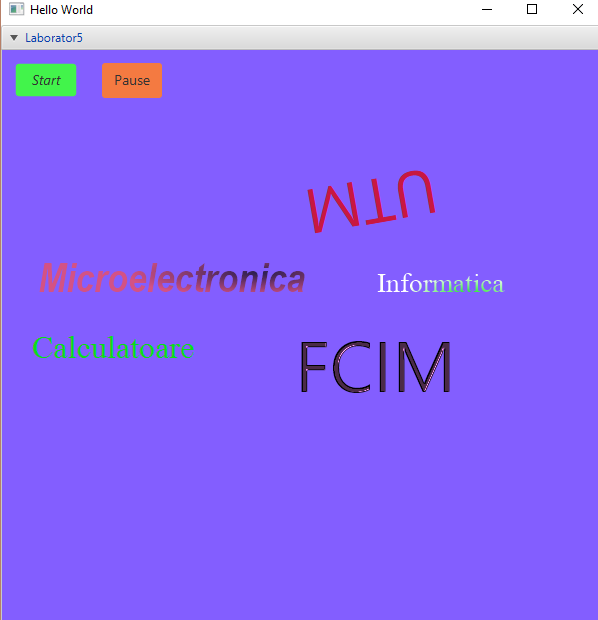 Hello World
Laborator5
Start Pause
UTM
Microelectronica Informatica
Calculatoare FCIM